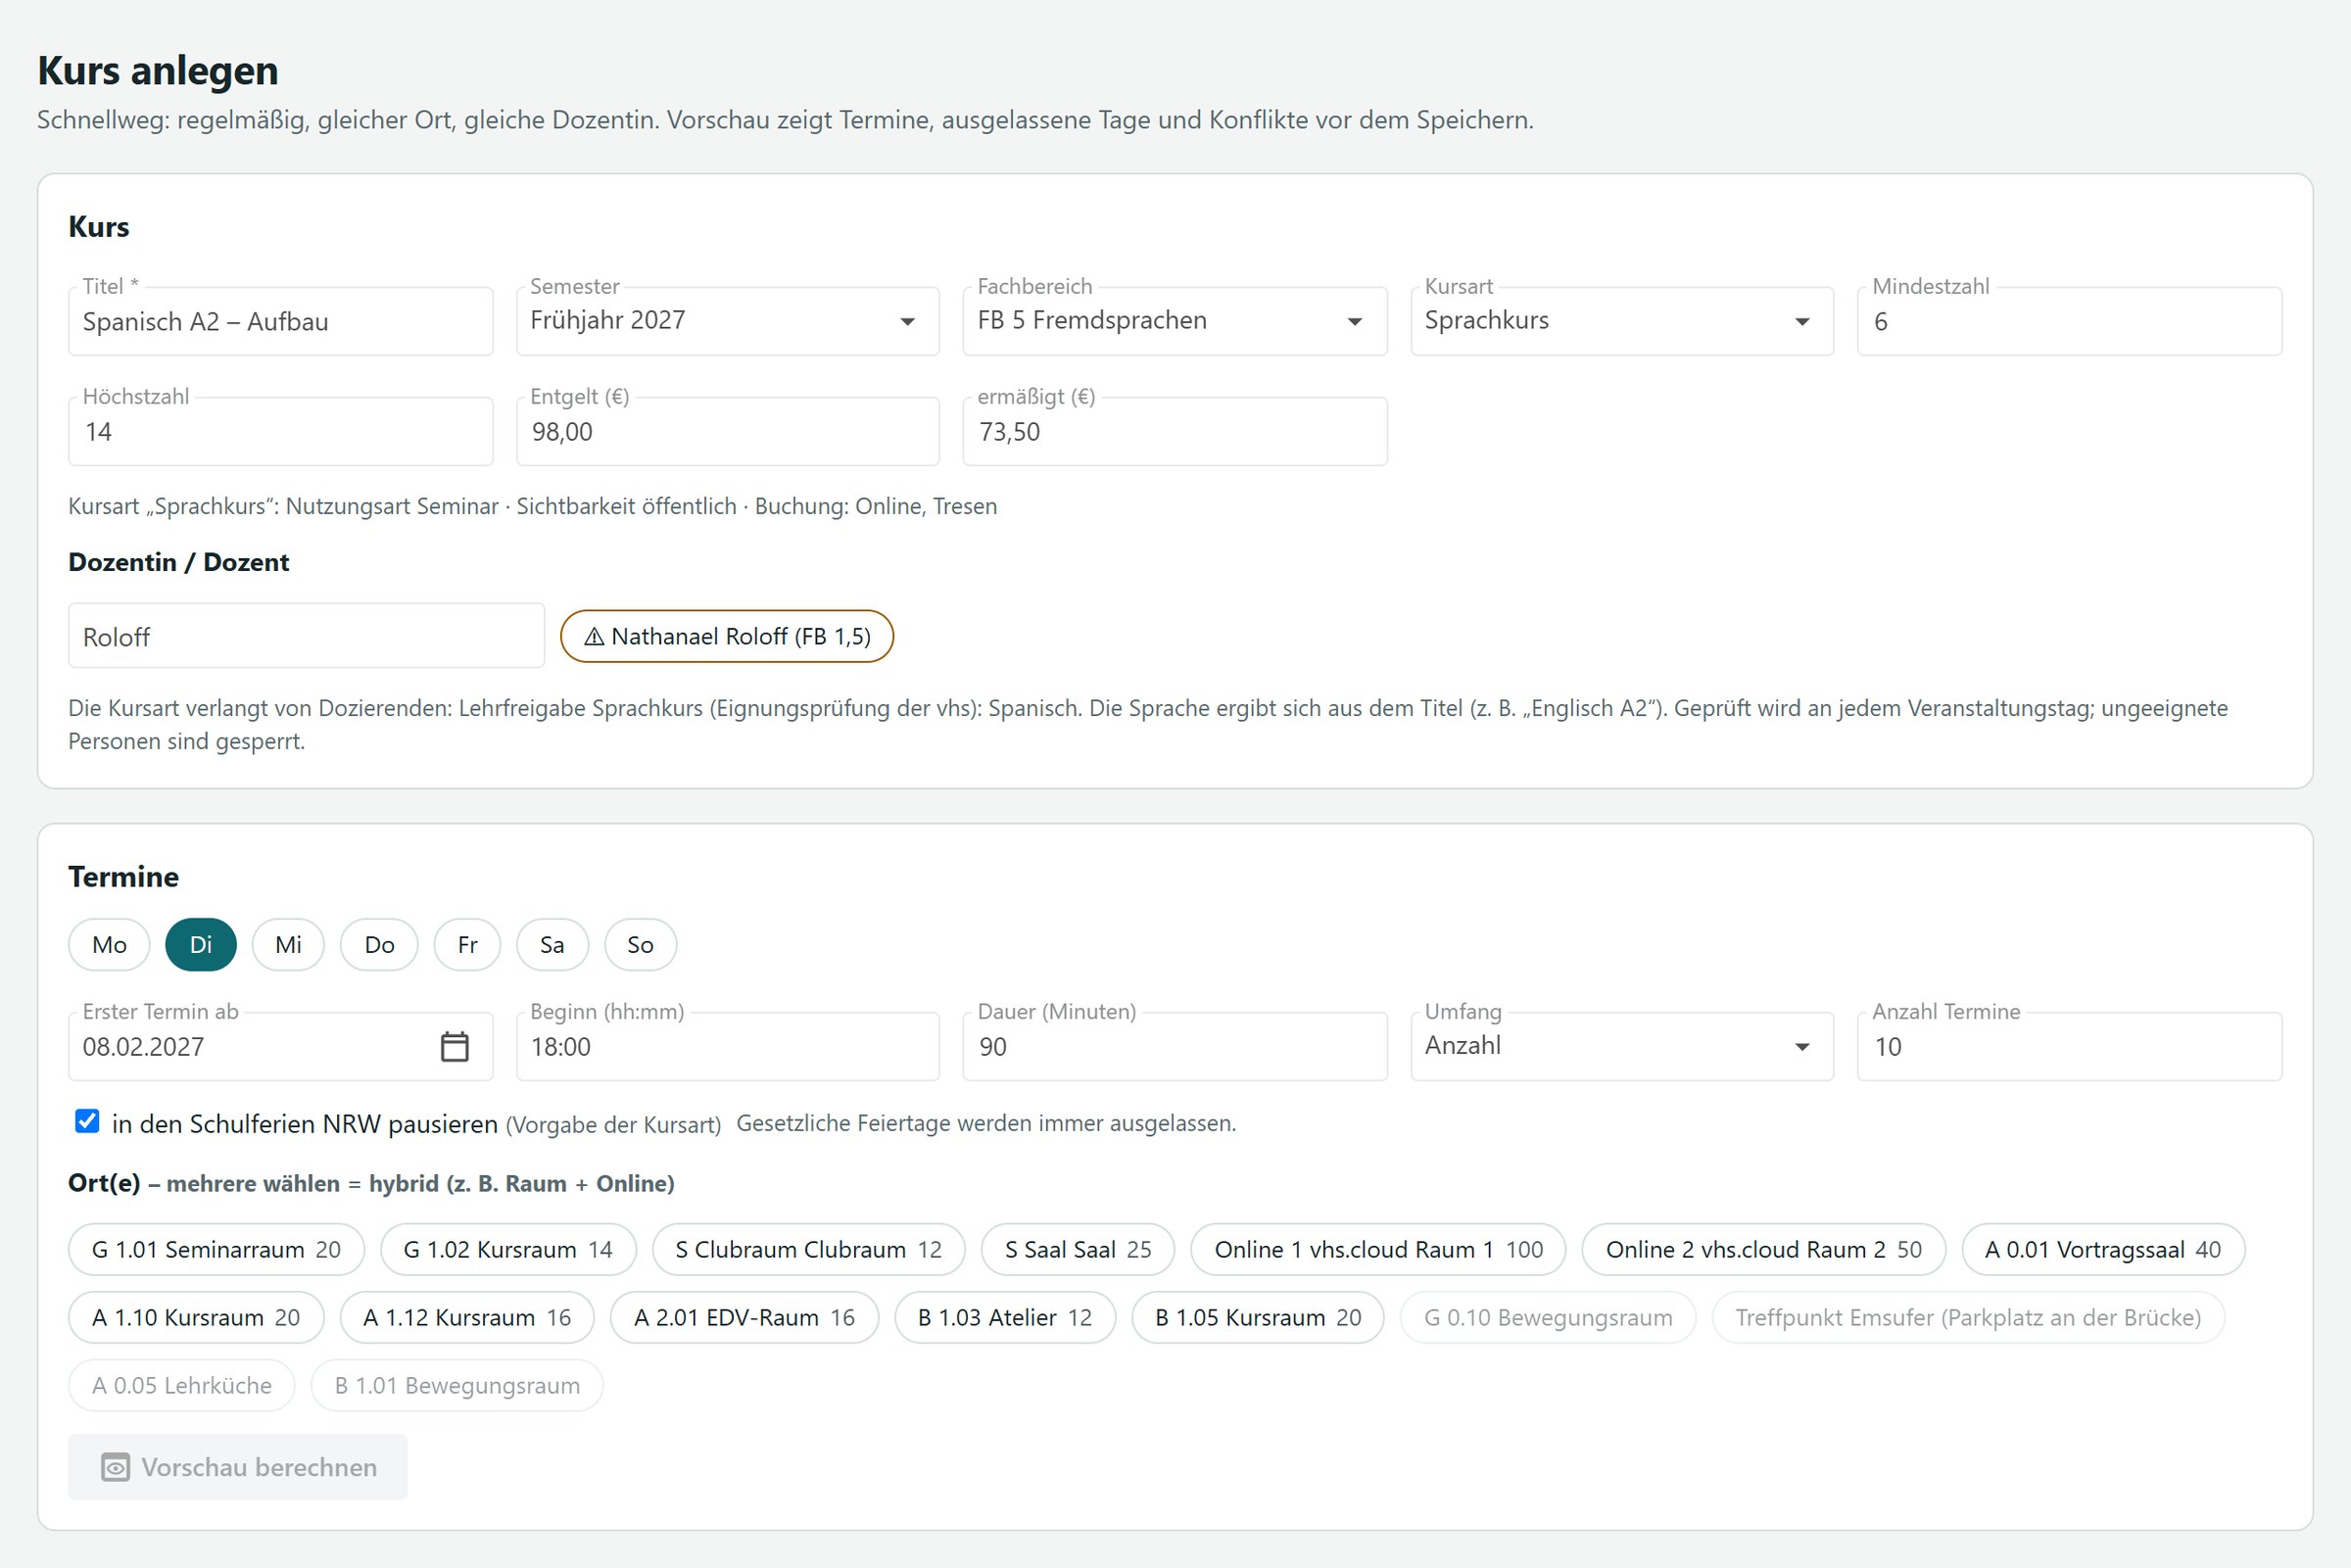 Kurs anlegen
Schnellweg: regelmäßig, gleicher Ort, gleiche Dozentin. Vorschau zeigt Termine, ausgelassene Tage und Konflikte vor dem Speichern.
Kurs
Titel *
Spanisch A2 – Aufbau
Semester
Frühjahr 2027
Fachbereich
FB 5 Fremdsprachen
Kursart
Sprachkurs
Mindestzahl
6
Höchstzahl
14
Entgelt (€)
98,00
ermäßigt (€)
73,50
Kursart „Sprachkurs“: Nutzungsart Seminar · Sichtbarkeit öffentlich · Buchung: Online, Tresen
Dozentin / Dozent
Roloff
⚠ Nathanael Roloff (FB 1,5)
Die Kursart verlangt von Dozierenden: Lehrfreigabe Sprachkurs (Eignungsprüfung der vhs): Spanisch. Die Sprache ergibt sich aus dem Titel (z. B. „Englisch A2“). Geprüft wird an jedem Veranstaltungstag; ungeeignete
Personen sind gesperrt.
Termine
Mo Di Mi Do Fr Sa So
Erster Termin ab
08.02.2027
Beginn (hh:mm)
18:00
Dauer (Minuten)
90
Umfang
Anzahl
Anzahl Termine
10
in den Schulferien NRW pausieren (Vorgabe der Kursart) Gesetzliche Feiertage werden immer ausgelassen.
Ort(e) – mehrere wählen = hybrid (z. B. Raum + Online)
G 1.01 Seminarraum 20 G 1.02 Kursraum 14 S Clubraum Clubraum 12 S Saal Saal 25 Online 1 vhs.cloud Raum 1 100 Online 2 vhs.cloud Raum 2 50 A 0.01 Vortragssaal 40
A 1.10 Kursraum 20 A 1.12 Kursraum 16 A 2.01 EDV-Raum 16 B 1.03 Atelier 12 B 1.05 Kursraum 20 G 0.10 Bewegungsraum Treffpunkt Emsufer (Parkplatz an der Brücke)
A 0.05 Lehrküche B 1.01 Bewegungsraum
Vorschau berechnen